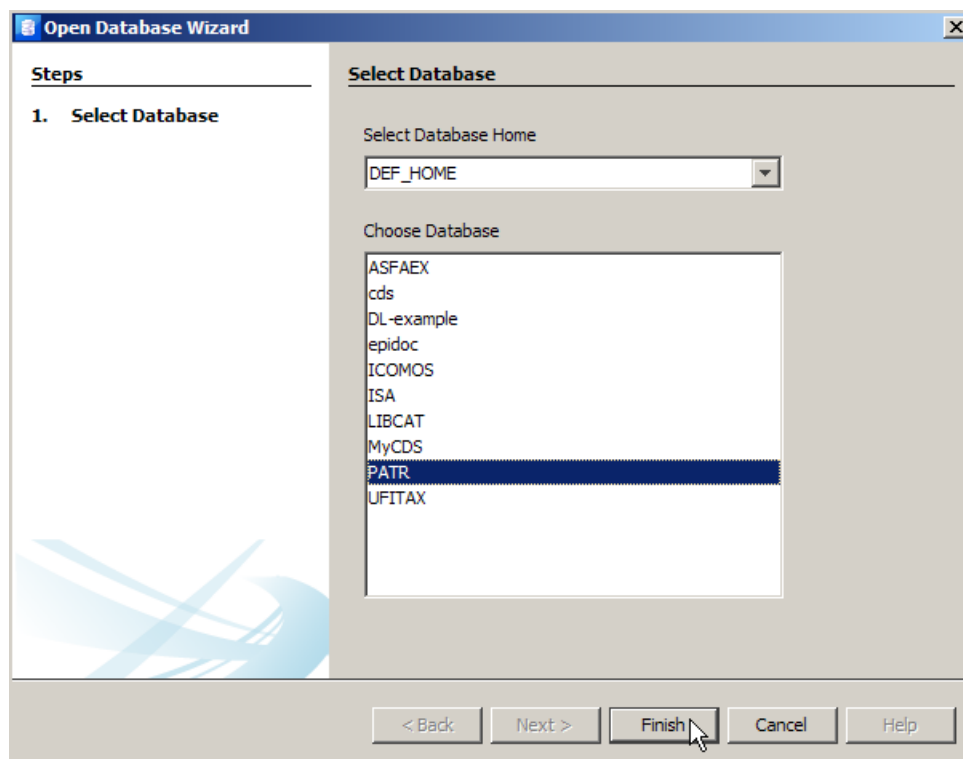 Open Database Wizard
Steps
1. Select Database
Select Database
Select Database Home
DEF_HOME
Choose Database
ASFAEX
cds
DL-example
epidoc
ICOMOS
ISA
LIBCAT
MyCDS
PATR
UFITAX
< Back Next > Finish Cancel Help